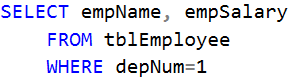 SELECT empName, empSalary
FROM tblEmployee
WHERE depNum=1